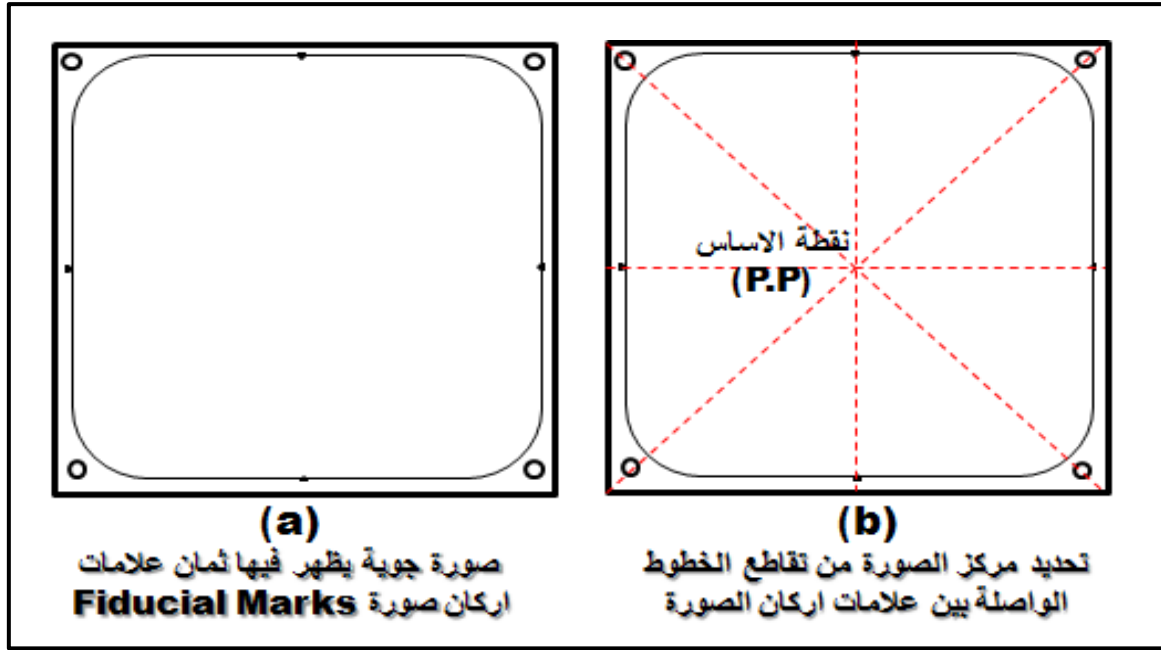 نقطة الاساس
(P.P)
(a)
صورة جوية يظهر فيها ثمان علامات
اركان صورة Fiducial Marks
(b)
تحديد مركز الصورة من تقاطع الخطوط
الواصلة بين علامات اركان الصورة